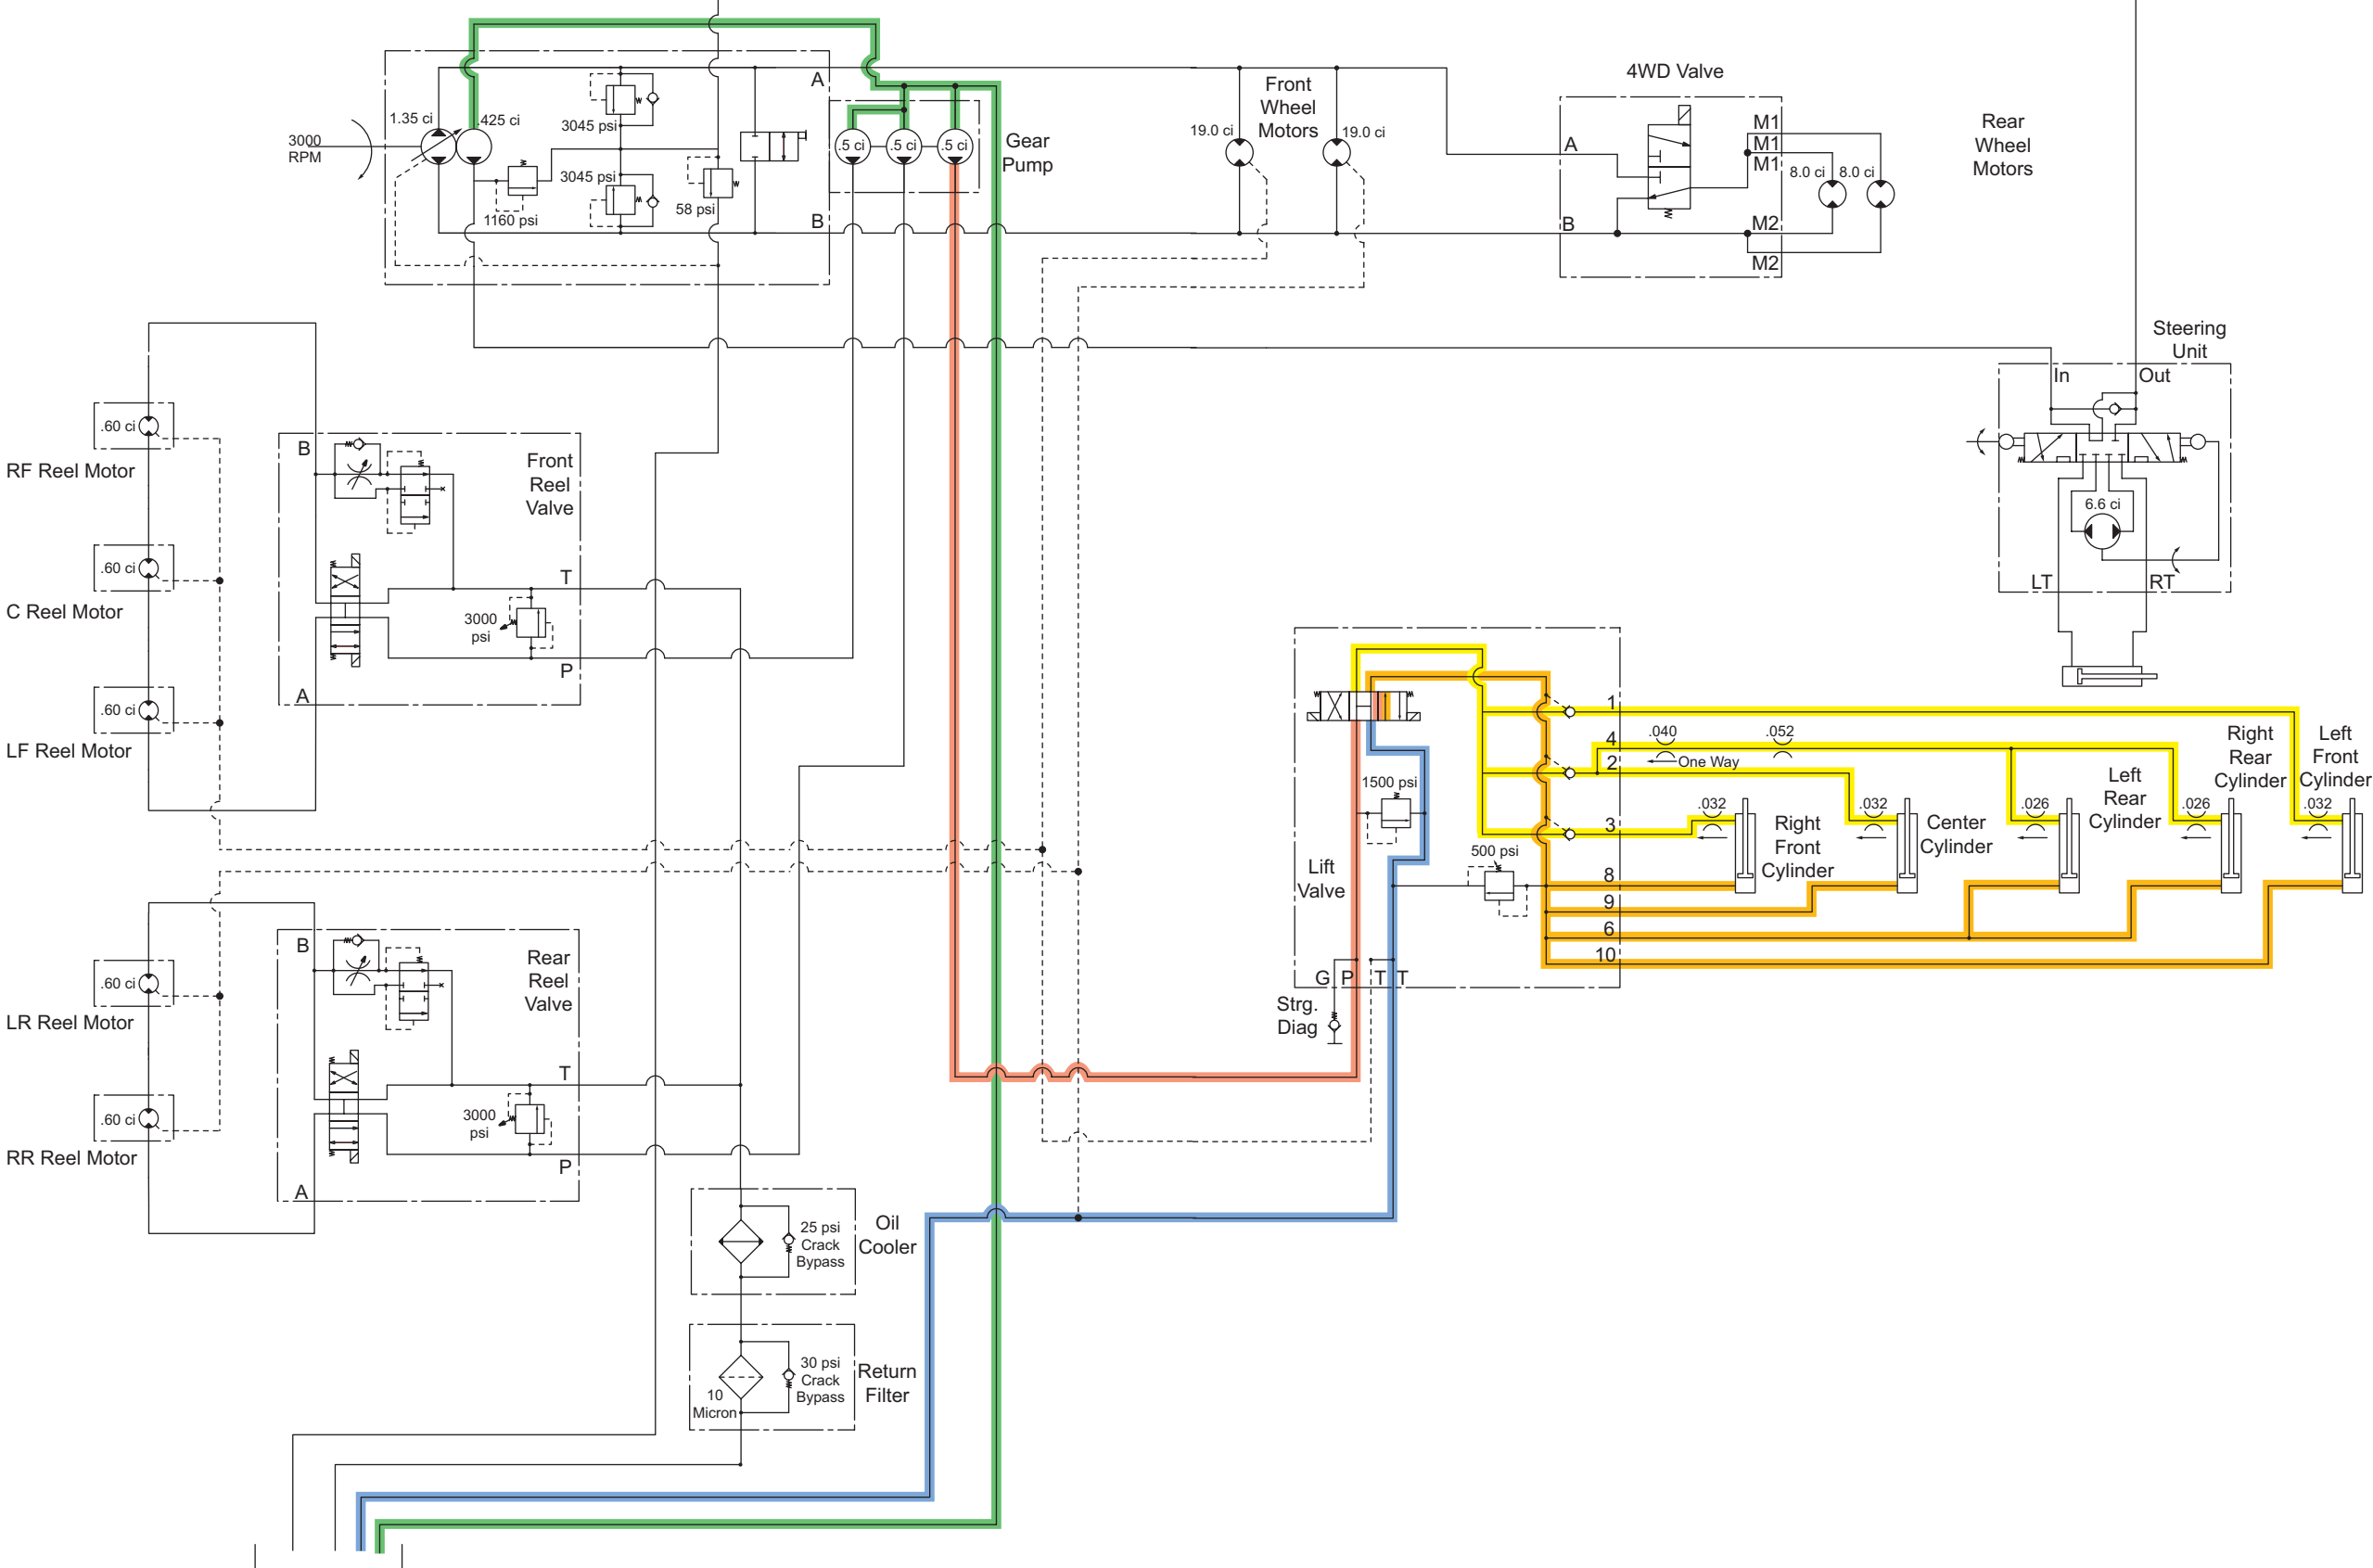 1.35 ci
.425 ci
3000
RPM
3045 psi
3045 psi
1160 psi
58 psi
A
B
.5 ci
.5 ci
.5 ci
Gear
Pump
Front
Wheel
Motors
19.0 ci
19.0 ci
4WD Valve
A
B
M1
M1
M1
M2
M2
8.0 ci
8.0 ci
Rear
Wheel
Motors
Steering
Unit
In
Out
6.6 ci
LT
RT
.60 ci
RF Reel Motor
.60 ci
C Reel Motor
.60 ci
LF Reel Motor
B
Front
Reel
Valve
T
3000
psi
P
A
.60 ci
LR Reel Motor
.60 ci
RR Reel Motor
B
Rear
Reel
Valve
T
3000
psi
P
A
1500 psi
500 psi
Lift
Valve
G
P
T
T
Strg.
Diag
1
4
2
3
8
9
6
10
.040
.052
One Way
.032
Right
Front
Cylinder
.032
Center
Cylinder
.026
Left
Rear
Cylinder
.026
Right
Rear
Cylinder
.032
Left
Front
Cylinder
25 psi
Crack
Bypass
Oil
Cooler
30 psi
Crack
Bypass
10
Micron
Return
Filter